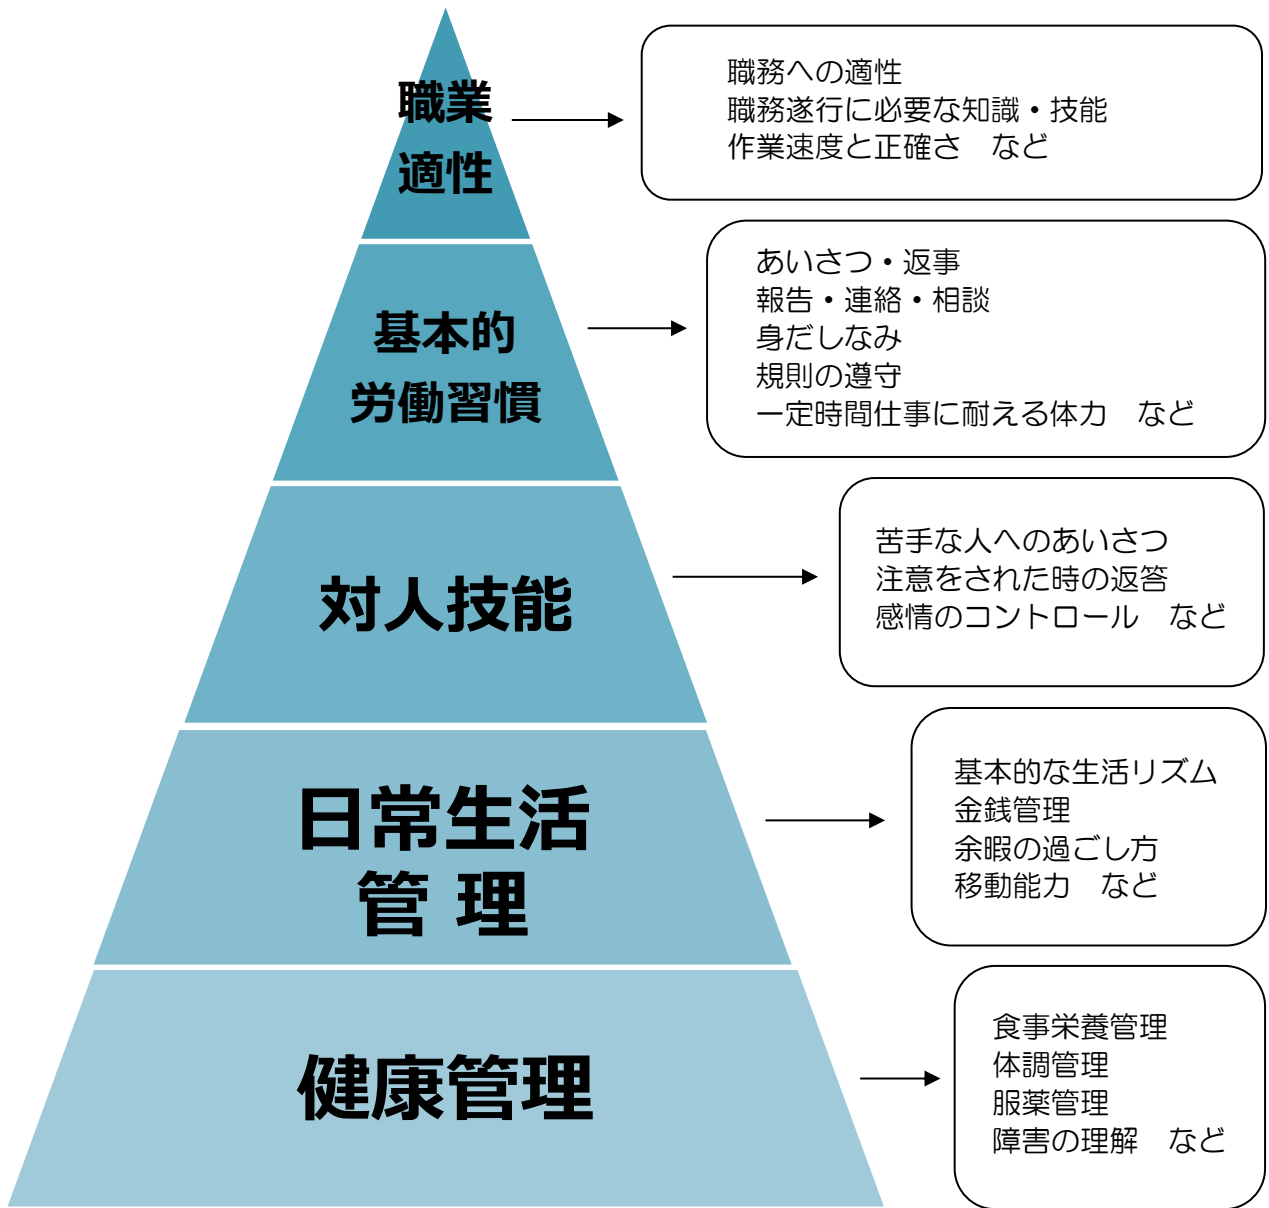 職業
適性
職務への適性
職務遂行に必要な知識・技能
作業速度と正確さ　など
基本的
労働習慣
あいさつ・返事
報告・連絡・相談
身だしなみ
規則の遵守
一定時間仕事に耐える体力　など
対人技能
苦手な人へのあいさつ
注意をされた時の返答
感情のコントロール　など
日常生活
管 理
基本的な生活リズム
金銭管理
余暇の過ごし方
移動能力　など
健康管理
食事栄養管理
体調管理
服薬管理
障害の理解　など